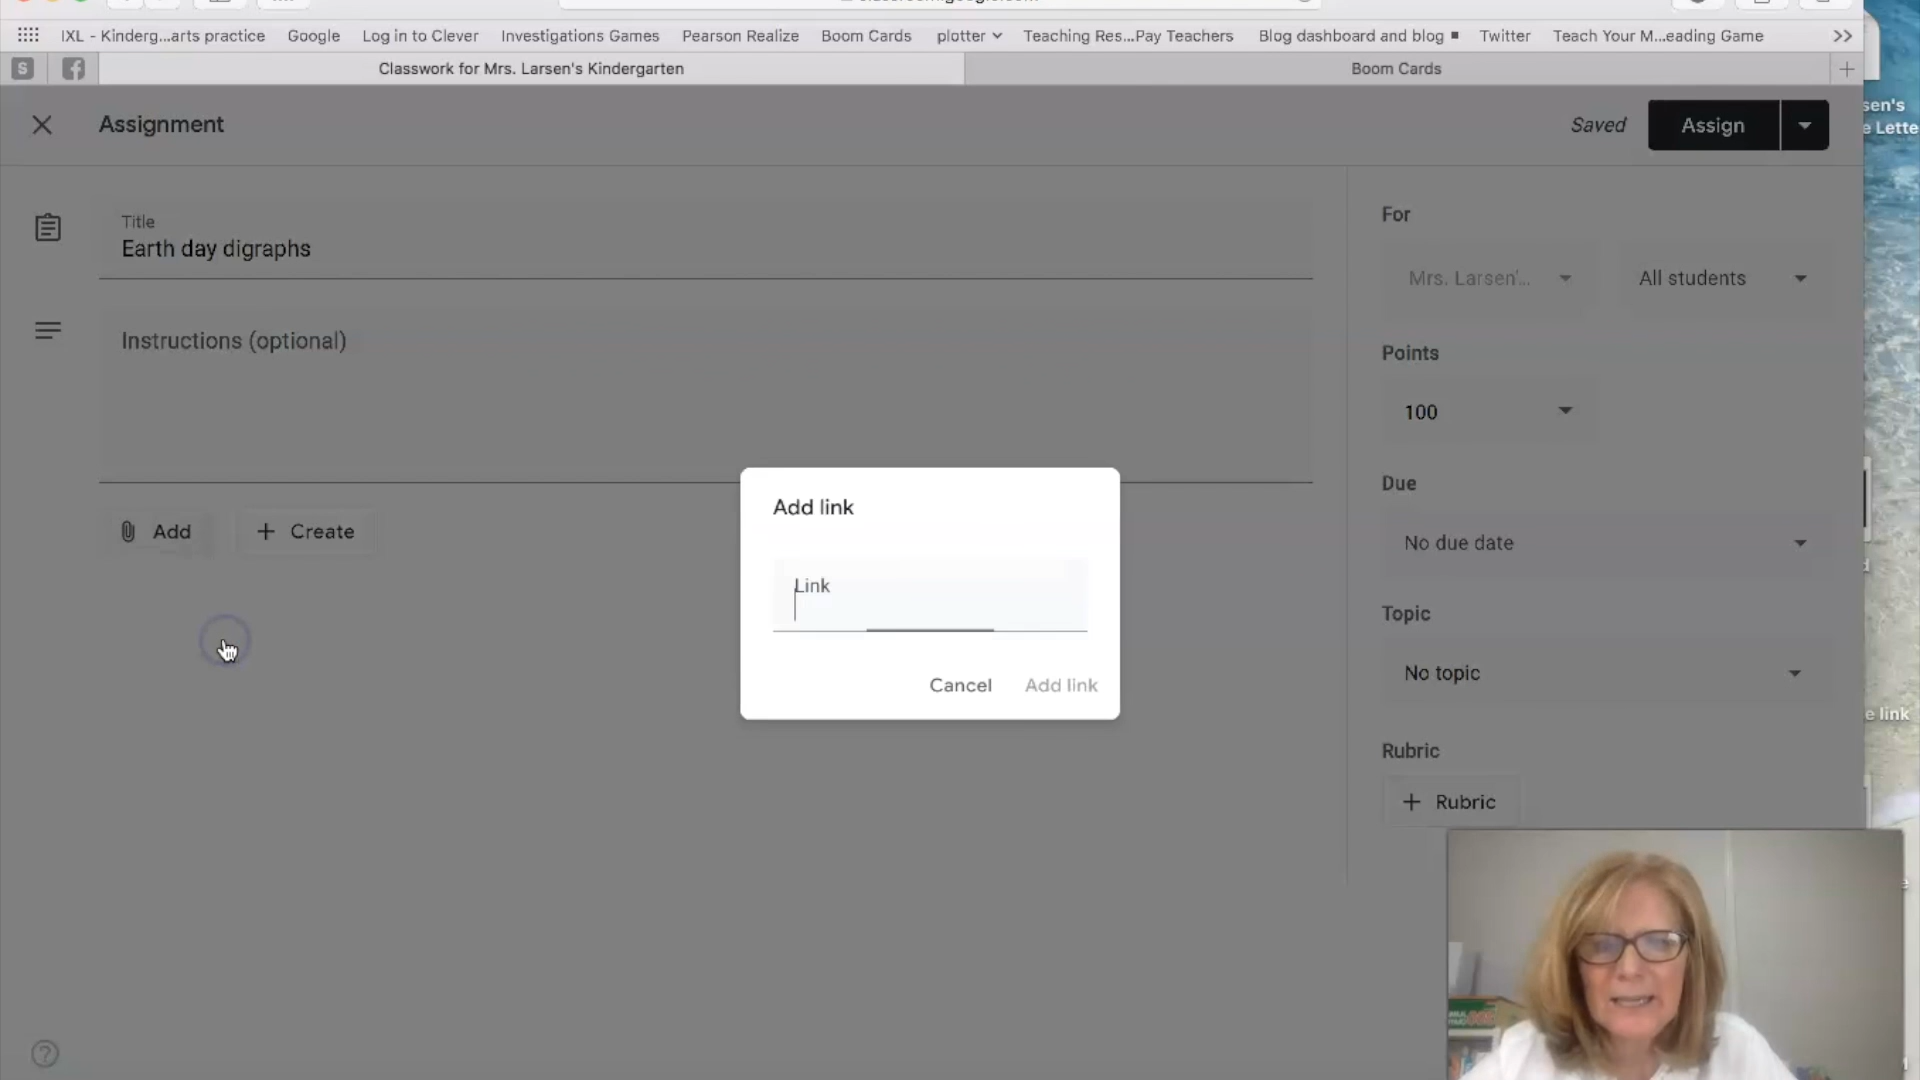 IXL - Kinderg...arts practice Google Log in to Clever Investigations Games Pearson Realize Boom Cards plotter Teaching Res...Pay Teachers Blog dashboard and blog Twitter Teach Your M...eading Game
S
Classwork for Mrs. Larsen's Kindergarten
Boom Cards
sen's
e Lette
Assignment
Saved
Assign
Title
Earth day digraphs
Instructions (optional)
Add
Create
Add link
Link
Cancel
Add link
For
Mrs. Larsen'...
All students
Points
100
Due
No due date
Topic
No topic
e link
Rubric
Rubric